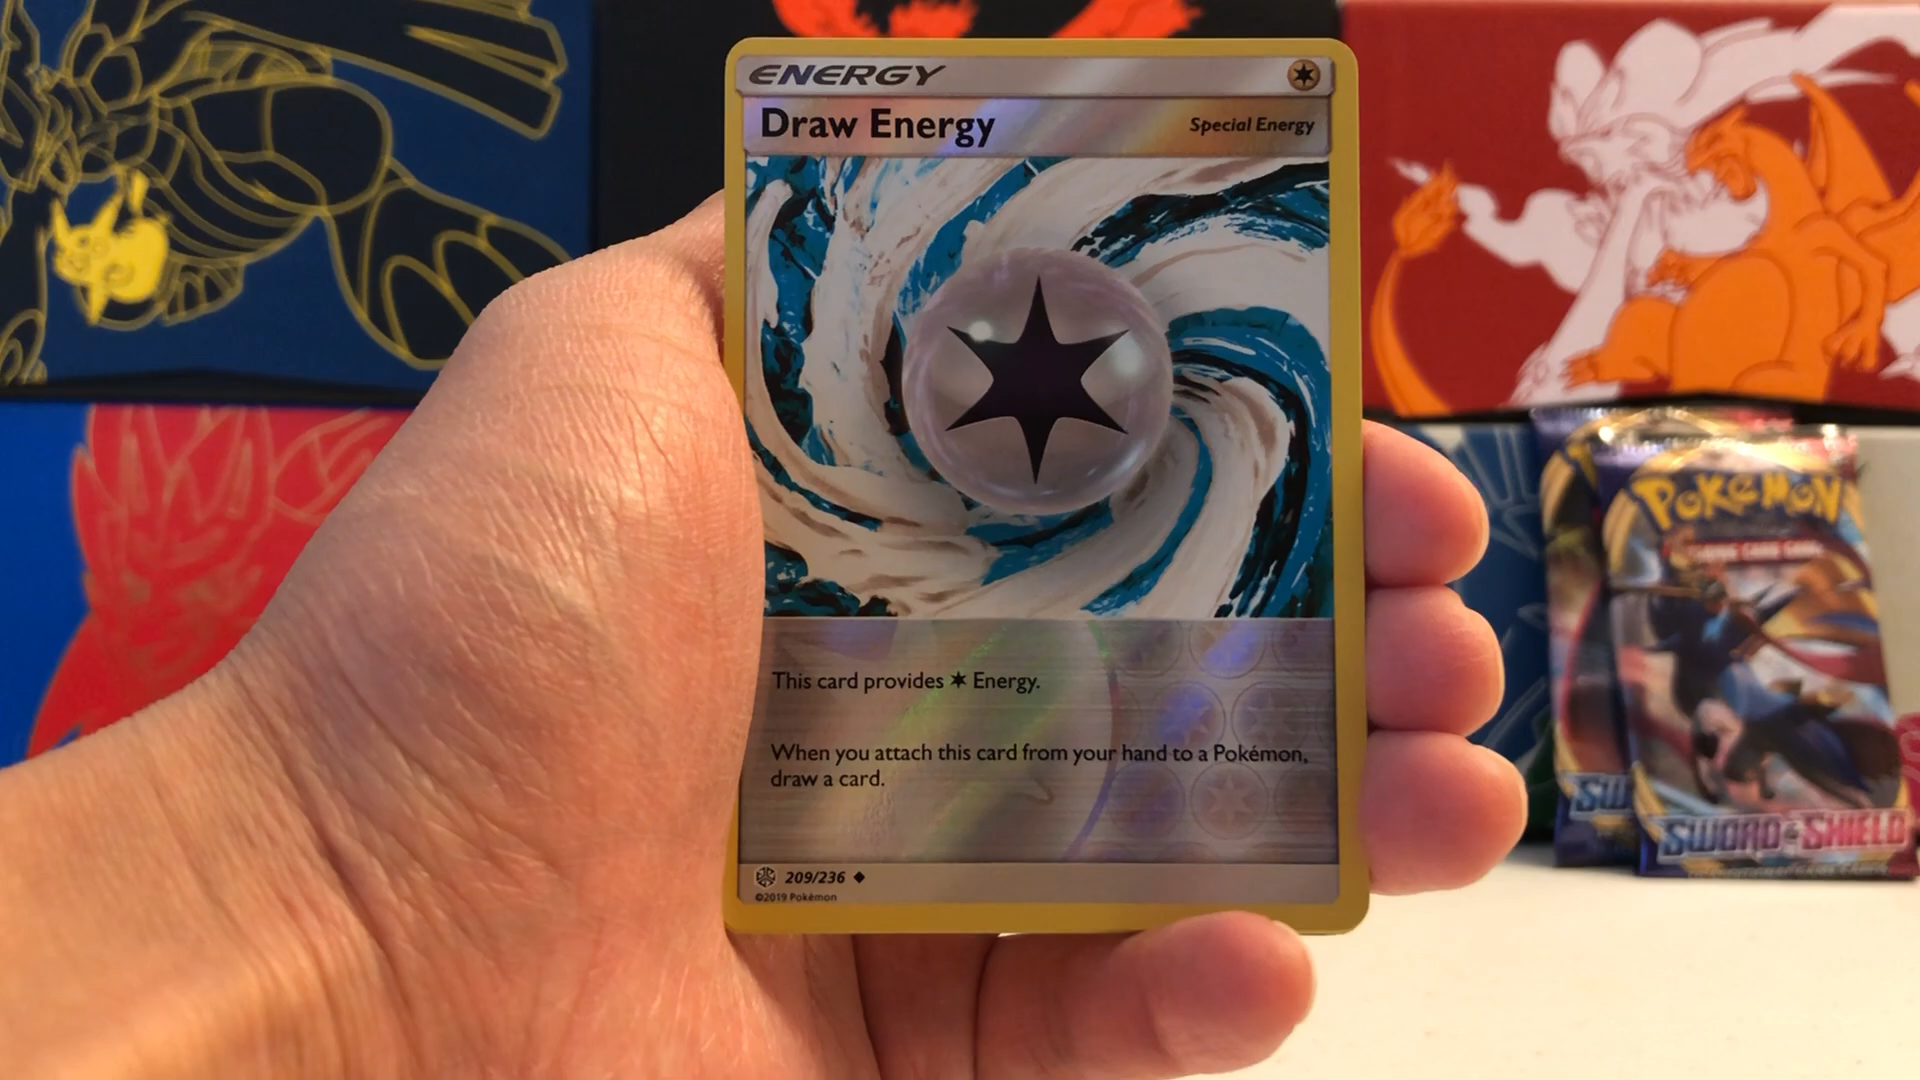 ENERGY
Draw Energy
Special Energy
This card provides Energy.
When you attach this card from your hand to a Pokémon,
draw a card.
209/236
©2019 Pokémon
POKéMON
SW
SWORD & SHIELD